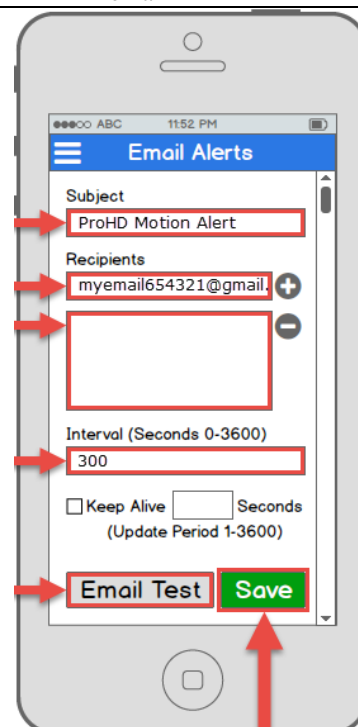 ABC 11:52 PM
Email Alerts
Subject
ProHD Motion Alert
Recipients
myemail654321@gmail.
Interval (Seconds 0-3600)
300
Keep Alive Seconds
(Update Period 1-3600)
Email Test Save